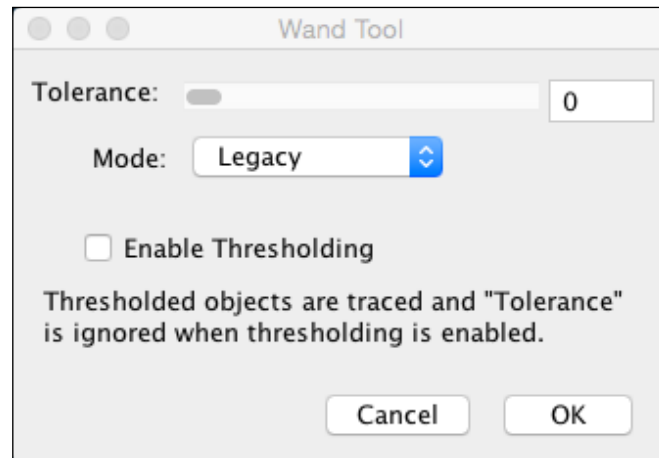 Wand Tool
Tolerance: 0
Mode: Legacy
Enable Thresholding
Thresholded objects are traced and "Tolerance"
is ignored when thresholding is enabled.
Cancel OK